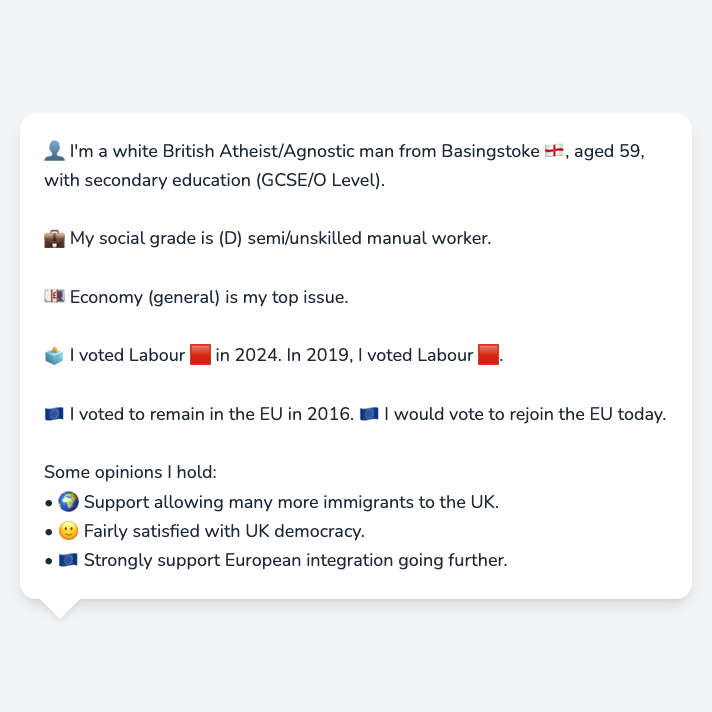 👤 I'm a white British Atheist/Agnostic man from Basingstoke 🏴󠁧󠁢󠁥󠁮󠁧󠁿, aged 59,
with secondary education (GCSE/O Level).
💼 My social grade is (D) semi/unskilled manual worker.
💷 Economy (general) is my top issue.
🗳️ I voted Labour 🟥 in 2024. In 2019, I voted Labour 🟥.
🇪🇺 I voted to remain in the EU in 2016. 🇪🇺 I would vote to rejoin the EU today.
Some opinions I hold:
• 🌍 Support allowing many more immigrants to the UK.
• 🙂 Fairly satisfied with UK democracy.
• 🇪🇺 Strongly support European integration going further.